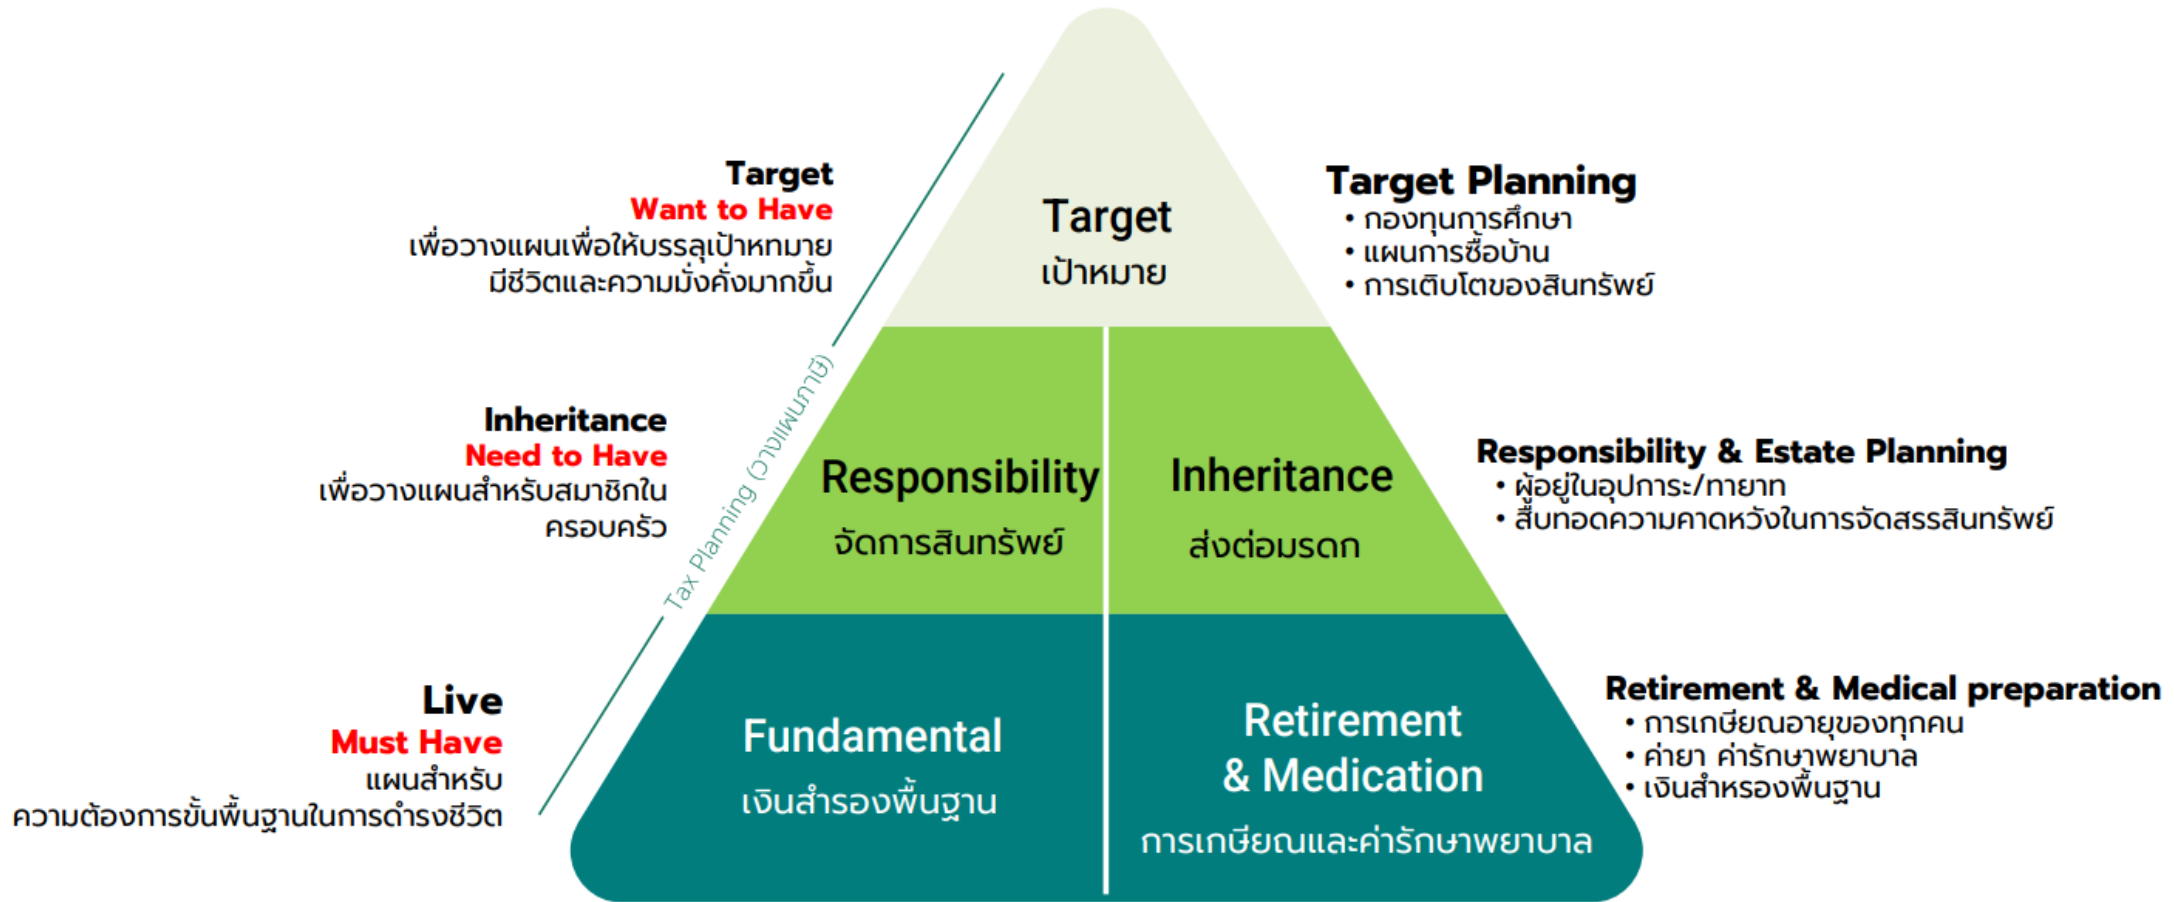 Target
Want to Have
เพื่อวางแผนเพื่อให้บรรลุเป้าหทมาย
มีชีวิตและความมั่งคั่งมากขึ้น
Target
เป้าหมาย
Target Planning
• กองทุนการศึกษา
• แผนการซื้อบ้าน
• การเติบโตของสินทรัพย์
Tax Planning (วางแผนภาษี)
Inheritance
Need to Have
เพื่อวางแผนสำหรับสมาชิกใน
ครอบครัว
Responsibility
จัดการสินทรัพย์
Inheritance
ส่งต่อมรดก
Responsibility & Estate Planning
• ผู้อยู่ในอุปการะ/ทายาท
• สืบทอดความคาดหวังในการจัดสรรสินทรัพย์
Live
Must Have
แผนสำหรับ
ความต้องการขั้นพื้นฐานในการดำรงชีวิต
Fundamental
เงินสำรองพื้นฐาน
Retirement
& Medication
การเกษียณและค่ารักษาพยาบาล
Retirement & Medical preparation
• การเกษียณอายุของทุกคน
• ค่ายา ค่ารักษาพยาบาล
• เงินสำหรองพื้นฐาน